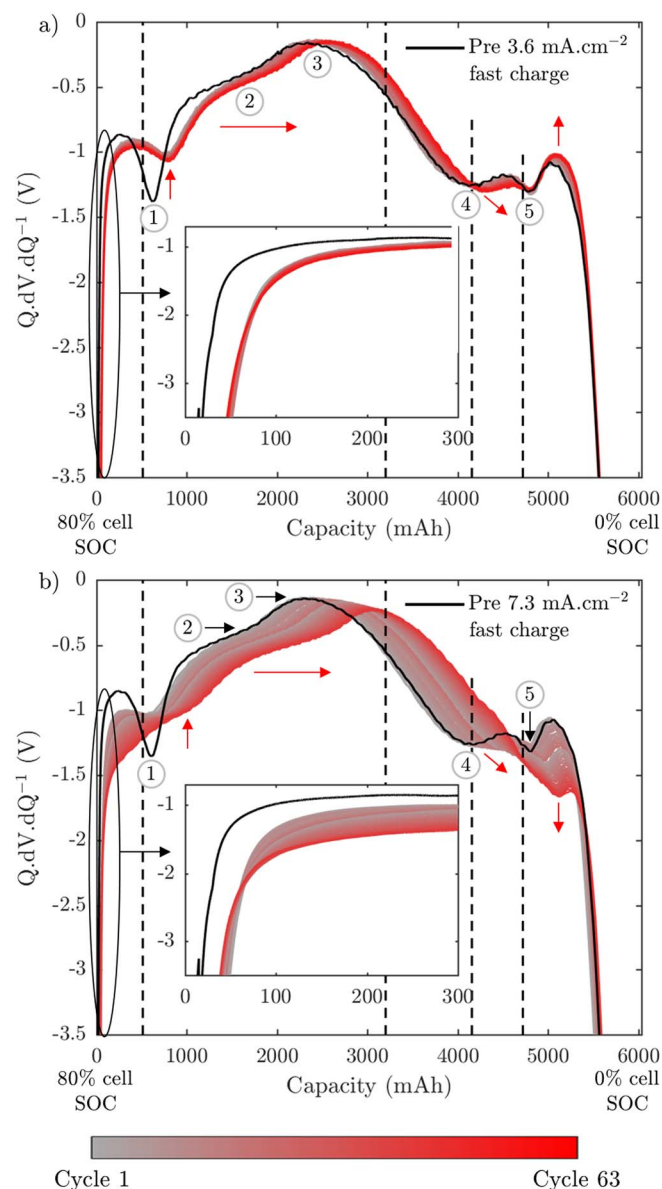 a)
Q.dV.dQ⁻¹ (V)
0
-0.5
-1
-1.5
-2
-2.5
-3
-3.5
Pre 3.6 mA.cm⁻²
fast charge
1
2
3
4
5
-1
-2
-3
0 100 200 300
0 1000 2000 3000 4000 5000 6000
80% cell
SOC
Capacity (mAh)
0% cell
SOC
b)
Q.dV.dQ⁻¹ (V)
0
-0.5
-1
-1.5
-2
-2.5
-3
-3.5
Pre 7.3 mA.cm⁻²
fast charge
3
2
5
1
4
-1
-2
-3
0 100 200 300
0 1000 2000 3000 4000 5000 6000
80% cell
SOC
Capacity (mAh)
0% cell
SOC
Cycle 1 Cycle 63